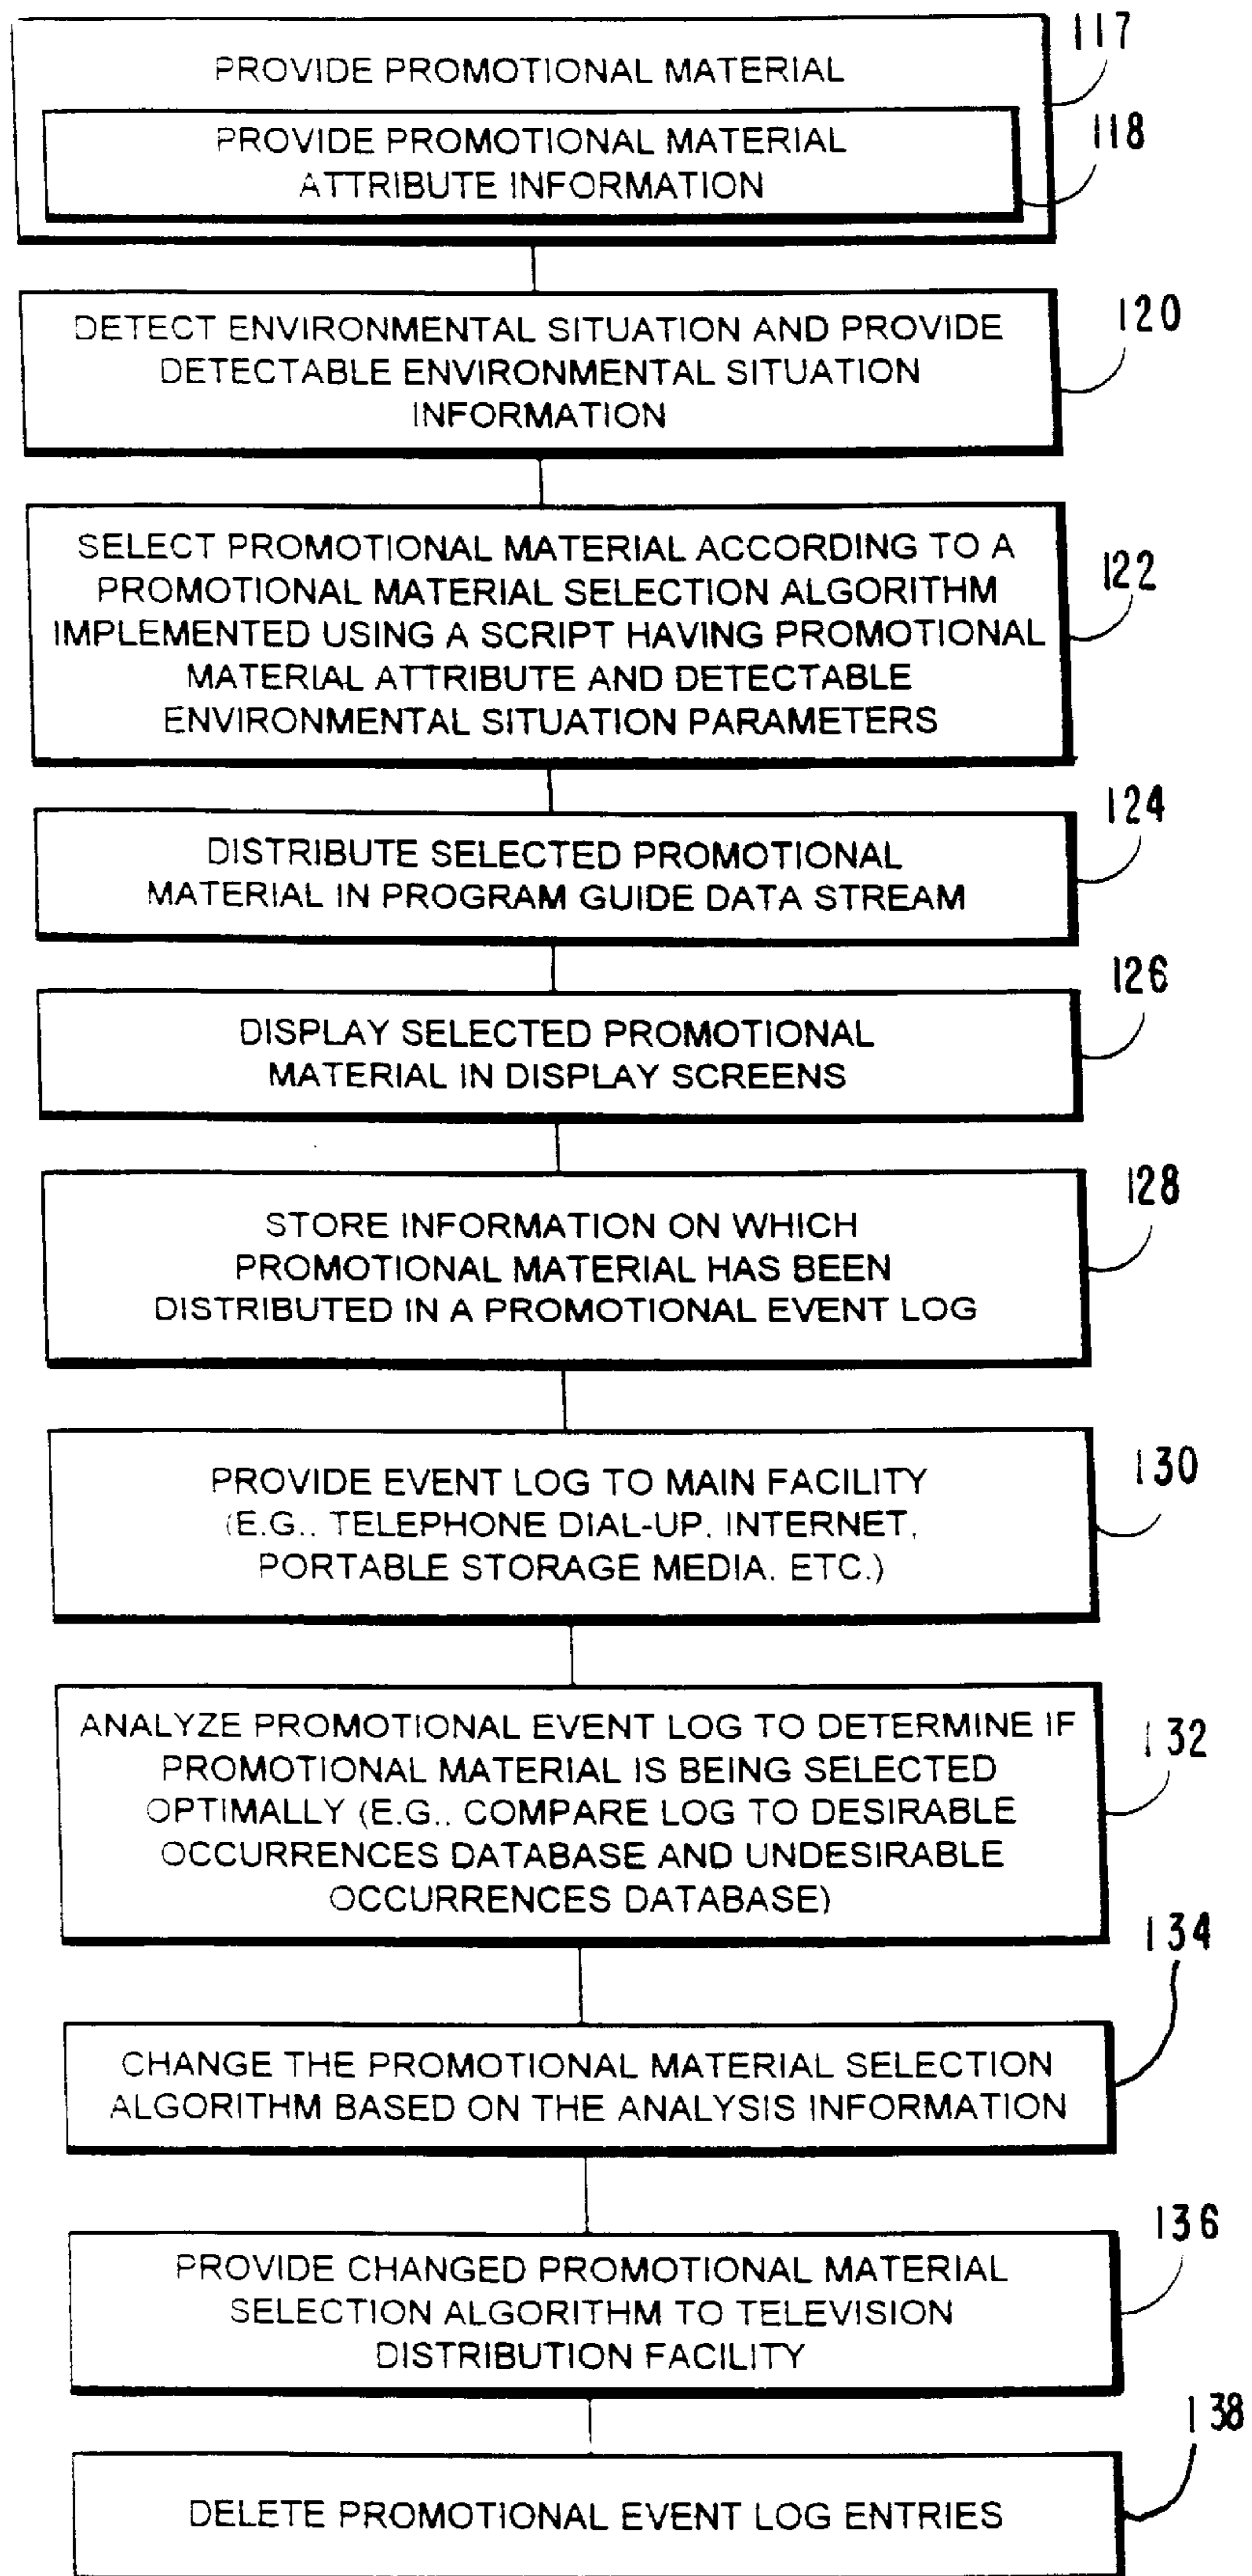 117
PROVIDE PROMOTIONAL MATERIAL
118
PROVIDE PROMOTIONAL MATERIAL
ATTRIBUTE INFORMATION
120
DETECT ENVIRONMENTAL SITUATION AND PROVIDE
DETECTABLE ENVIRONMENTAL SITUATION
INFORMATION
122
SELECT PROMOTIONAL MATERIAL ACCORDING TO A
PROMOTIONAL MATERIAL SELECTION ALGORITHM
IMPLEMENTED USING A SCRIPT HAVING PROMOTIONAL
MATERIAL ATTRIBUTE AND DETECTABLE
ENVIRONMENTAL SITUATION PARAMETERS
124
DISTRIBUTE SELECTED PROMOTIONAL
MATERIAL IN PROGRAM GUIDE DATA STREAM
126
DISPLAY SELECTED PROMOTIONAL
MATERIAL IN DISPLAY SCREENS
128
STORE INFORMATION ON WHICH
PROMOTIONAL MATERIAL HAS BEEN
DISTRIBUTED IN A PROMOTIONAL EVENT LOG
130
PROVIDE EVENT LOG TO MAIN FACILITY
(E.G., TELEPHONE DIAL-UP, INTERNET,
PORTABLE STORAGE MEDIA, ETC.)
132
ANALYZE PROMOTIONAL EVENT LOG TO DETERMINE IF
PROMOTIONAL MATERIAL IS BEING SELECTED
OPTIMALLY (E.G., COMPARE LOG TO DESIRABLE
OCCURRENCES DATABASE AND UNDESIRABLE
OCCURRENCES DATABASE)
134
CHANGE THE PROMOTIONAL MATERIAL SELECTION
ALGORITHM BASED ON THE ANALYSIS INFORMATION
136
PROVIDE CHANGED PROMOTIONAL MATERIAL
SELECTION ALGORITHM TO TELEVISION
DISTRIBUTION FACILITY
138
DELETE PROMOTIONAL EVENT LOG ENTRIES